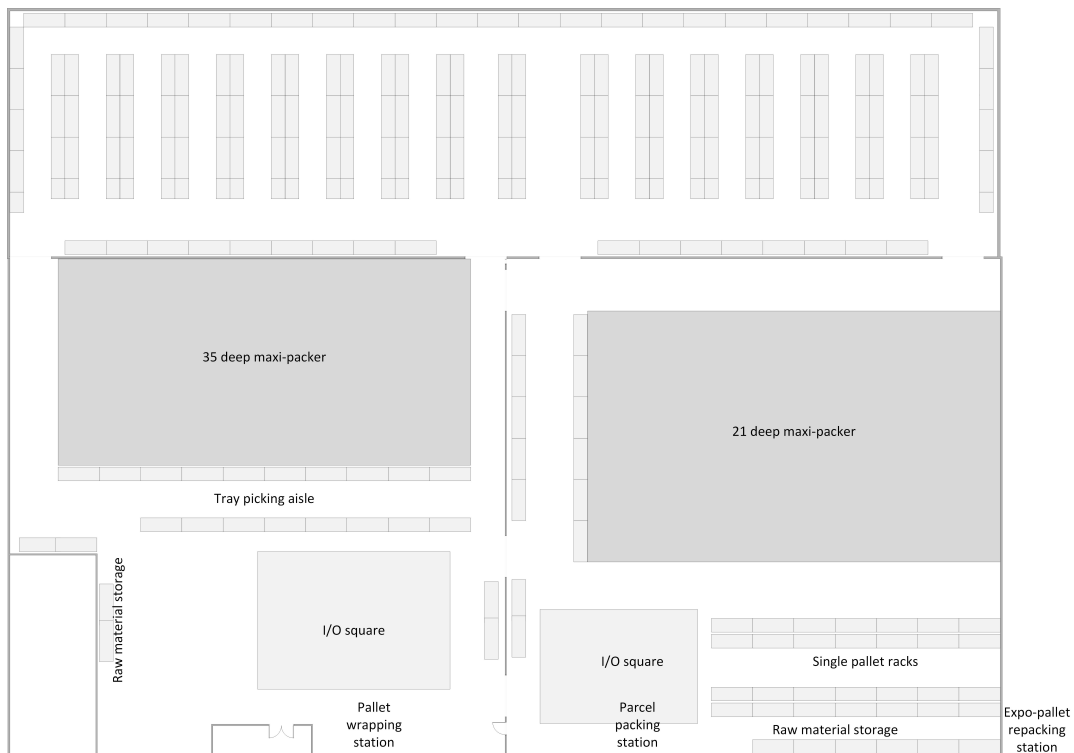 35 deep maxi-packer
21 deep maxi-packer
Tray picking aisle
Raw material storage
I/O square
I/O square
Single pallet racks
Pallet
wrapping
station
Parcel
packing
station
Raw material storage
Expo-pallet
repacking
station